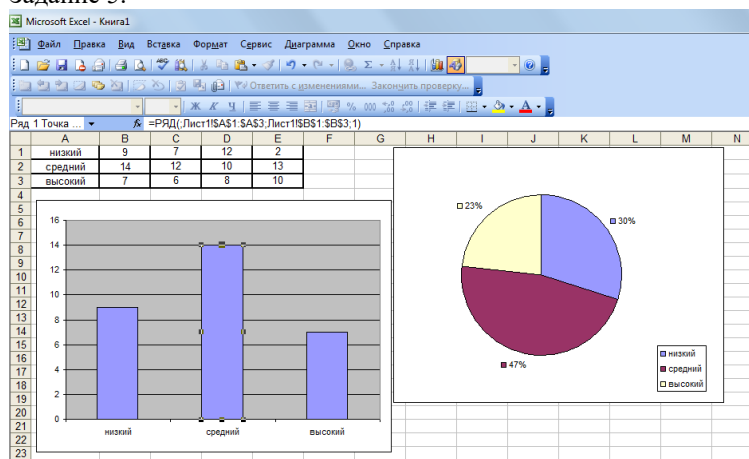 Задание 5.
Microsoft Excel - Книга1
Файл Правка Вид Вставка Формат Сервис Диаграмма Окно Справка
Ответить с изменениями... Закончить проверку...
Ж К Ч % 000
Ряд 1 Точка ... fx =РЯД(;Лист1!$A$1:$A$3;Лист1!$B$1:$B$3;1)
A B C D E F G H I J K L M N
1 низкий 9 7 12 2
2 средний 14 12 10 13
3 высокий 7 6 8 10
4
5
6
7
8
9
10
11
12
13
14
15
16
17
18
19
20
21
22
23
16
14
12
10
8
6
4
2
0
низкий средний высокий
23%
30%
47%
низкий
средний
высокий